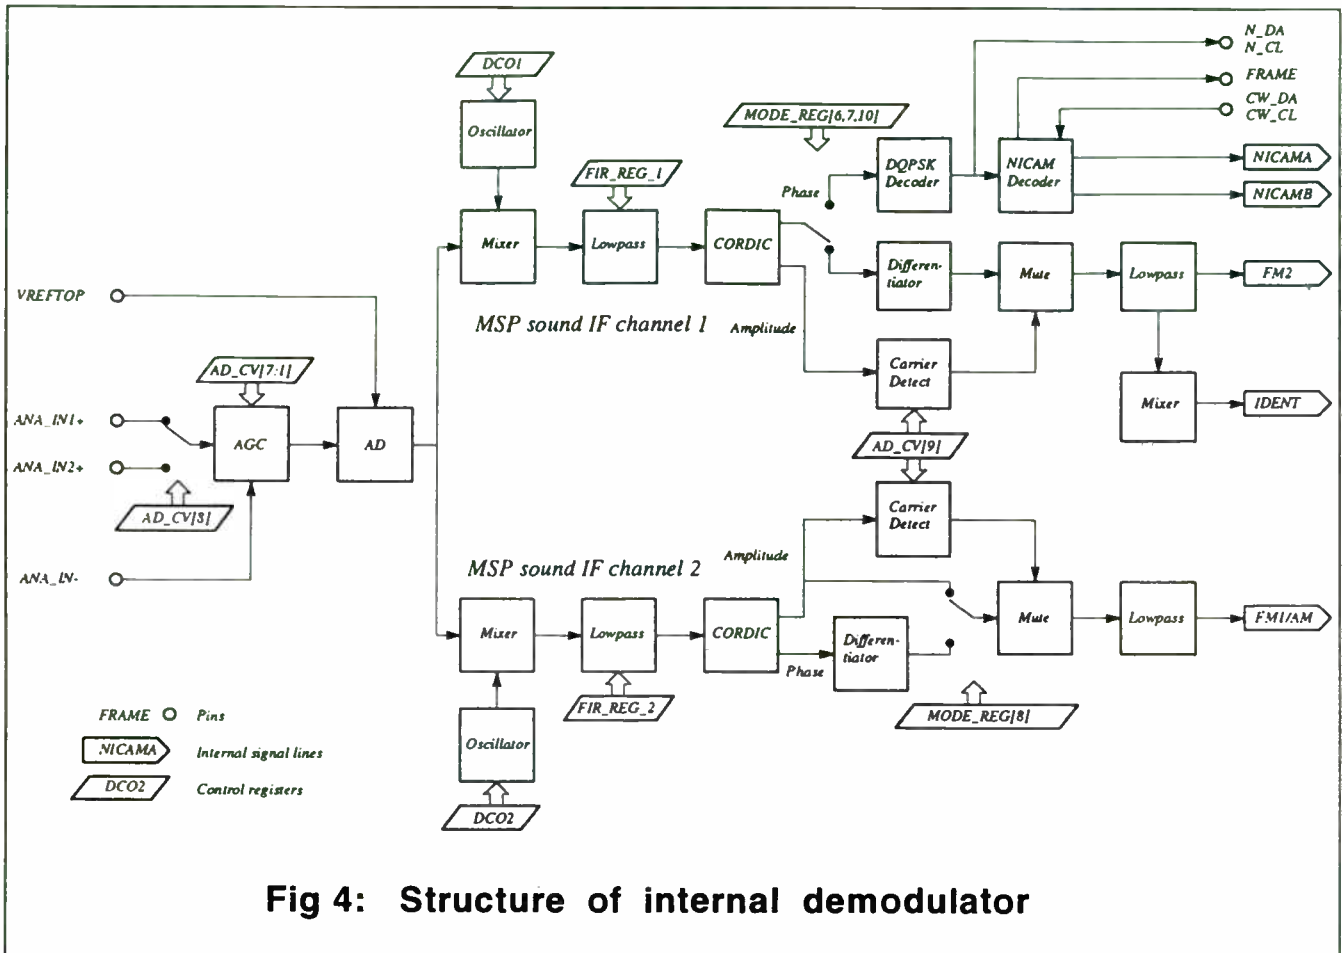 N_DA
N_CL
DCO1
FRAME
CW_DA
CW_CL
MODE_REG[6,7,10]
Oscillator
DQPSK
Decoder
NICAM
Decoder
NICAMA
FIR_REG_1
Phase
NICAMB
Mixer
Lowpass
CORDIC
Differen-
tiator
Mute
Lowpass
FM2
VREFTOP
MSP sound IF channel 1
Amplitude
AD_CV[7:1]
Carrier
Detect
ANA_IN1+
Mixer
IDENT
AGC
AD
AD_CV[9]
ANA_IN2+
AD_CV[8]
Carrier
Detect
Amplitude
MSP sound IF channel 2
ANA_IN-
Mixer
Lowpass
CORDIC
Differen-
tiator
Mute
Lowpass
FM1/AM
Phase
FIR_REG_2
MODE_REG[8]
FRAME
Pins
Oscillator
NICAMA
Internal signal lines
DCO2
Control registers
DCO2
Fig 4: Structure of internal demodulator